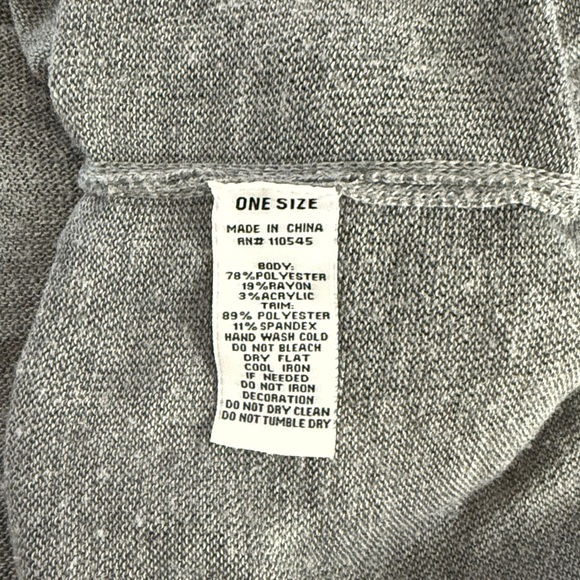 ONE SIZE
MADE IN CHINA
RN# 110545
BODY:
78%POLYESTER
19%RAYON
3%ACRYLIC
TRIM:
89% POLYESTER
11% SPANDEX
HAND WASH COLD
DO NOT BLEACH
DRY FLAT
COOL IRON
IF NEEDED
DO NOT IRON
DECORATION
DO NOT DRY CLEAN
DO NOT TUMBLE DRY